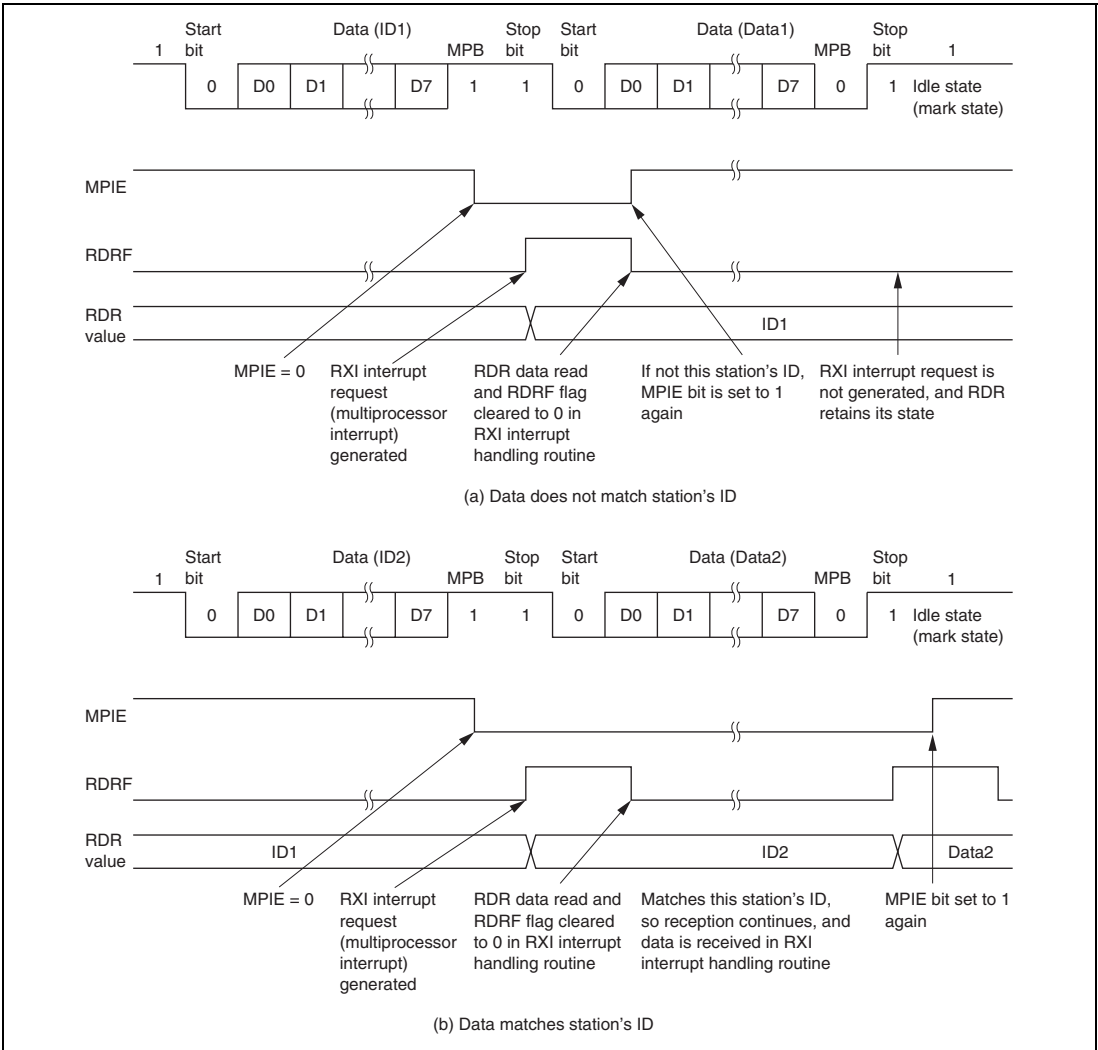 Start Data (ID1) Stop Start Data (Data1) Stop
1 bit MPB bit bit MPB bit 1
0 D0 D1 D7 1 1 0 D0 D1 D7 0 1 Idle state
(mark state)
MPIE
RDRF
RDR
value
ID1
MPIE = 0
RXI interrupt
request
(multiprocessor
interrupt)
generated
RDR data read
and RDRF flag
cleared to 0 in
RXI interrupt
handling routine
If not this station's ID,
MPIE bit is set to 1
again
RXI interrupt request is
not generated, and RDR
retains its state
(a) Data does not match station's ID
Start Data (ID2) Stop Start Data (Data2) Stop
1 bit MPB bit bit MPB bit 1
0 D0 D1 D7 1 1 0 D0 D1 D7 0 1 Idle state
(mark state)
MPIE
RDRF
RDR
value
ID1 ID2 Data2
MPIE = 0
RXI interrupt
request
(multiprocessor
interrupt)
generated
RDR data read and
RDRF flag cleared
to 0 in RXI interrupt
handling routine
Matches this station's ID,
so reception continues, and
data is received in RXI
interrupt handling routine
MPIE bit set to 1
again
(b) Data matches station's ID